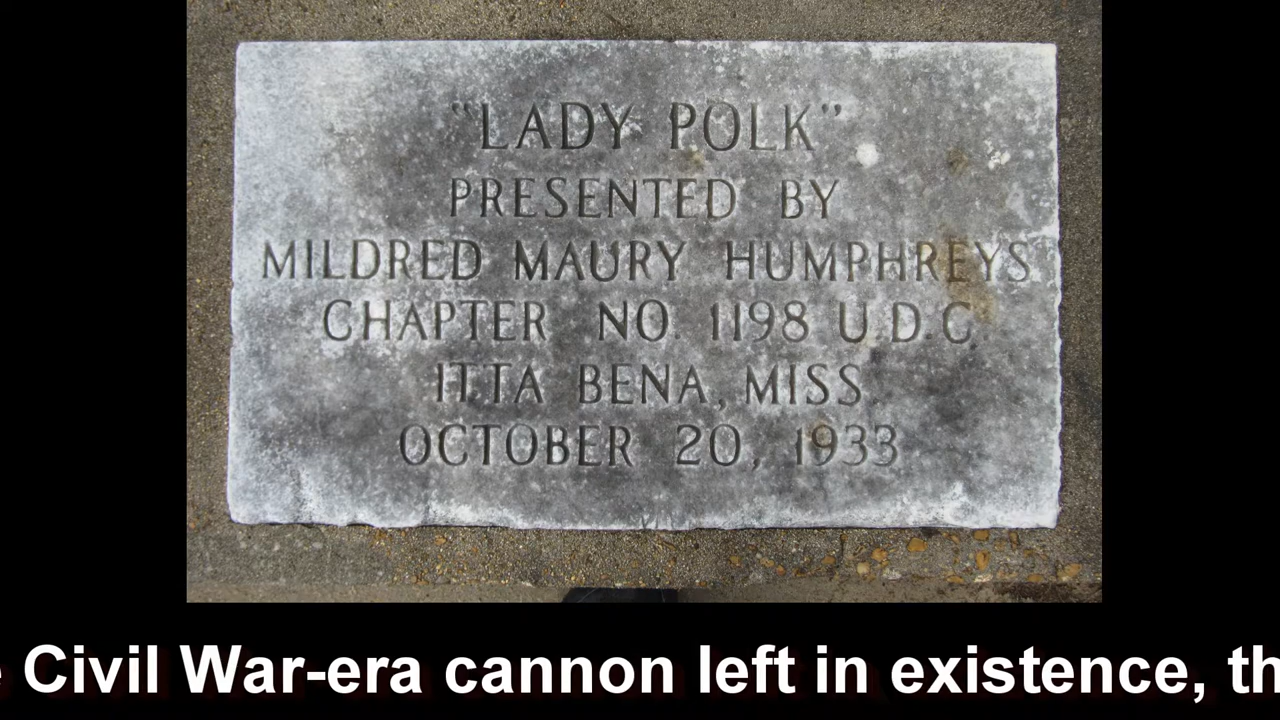 "LADY POLK"
PRESENTED BY
MILDRED MAURY HUMPHREYS
CHAPTER NO. 1198 U.D.C.
ITTA BENA, MISS.
OCTOBER 20, 1933
Civil War-era cannon left in existence,